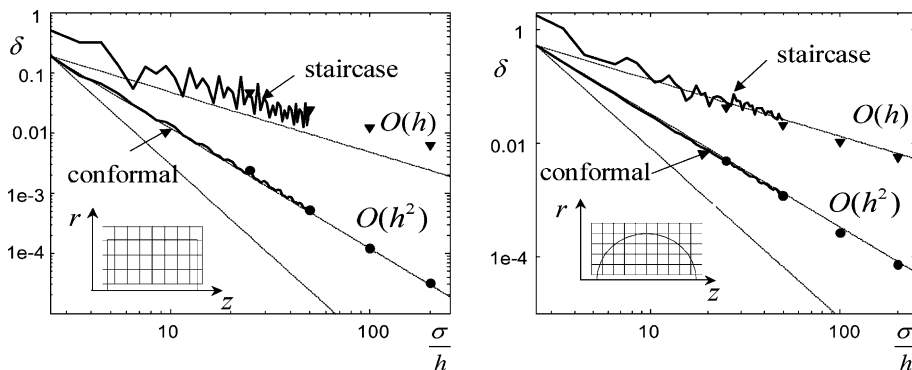 1
δ
0.1
0.01
1e-3
1e-4
staircase
O(h)
conformal
O(h²)
r
z
10
100
σ
h
1
δ
0.01
1e-4
staircase
O(h)
conformal
O(h²)
r
z
10
100
σ
h